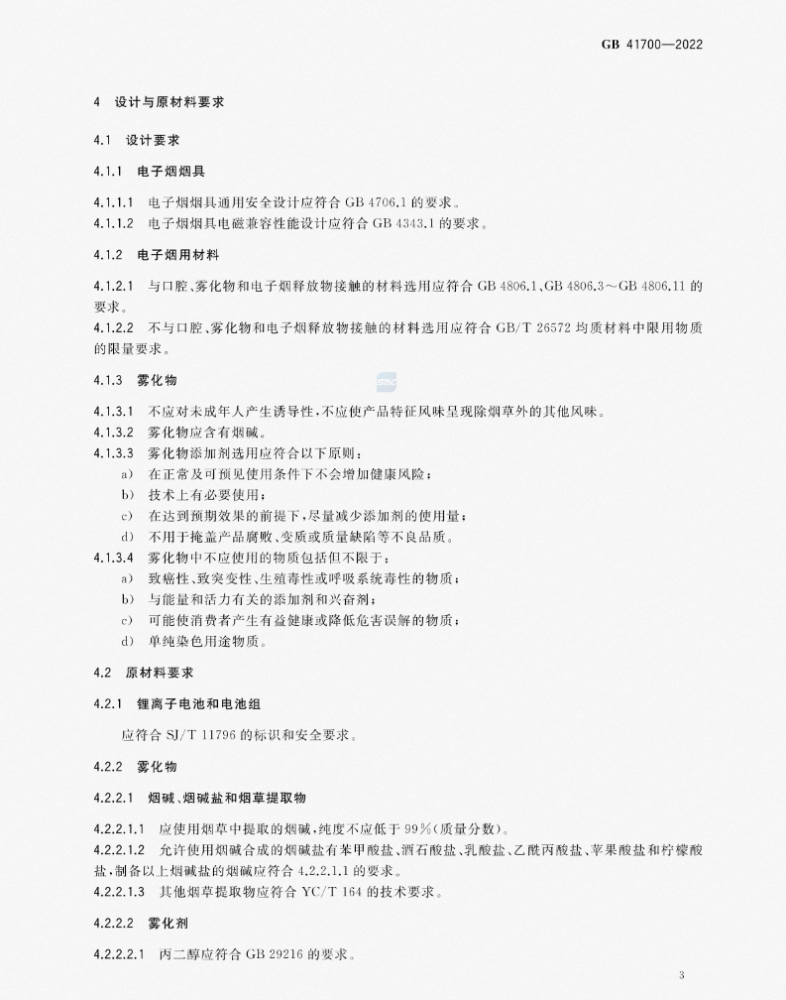 GB 41700—2022
4 设计与原材料要求
4.1 设计要求
4.1.1 电子烟烟具
4.1.1.1 电子烟烟具通用安全设计应符合 GB 4706.1 的要求。
4.1.1.2 电子烟烟具电磁兼容性能设计应符合 GB 4343.1 的要求。
4.1.2 电子烟用材料
4.1.2.1 与口腔、雾化物和电子烟释放物接触的材料选用应符合 GB 4806.1、GB 4806.3～GB 4806.11 的
要求。
4.1.2.2 不与口腔、雾化物和电子烟释放物接触的材料选用应符合 GB/T 26572 均质材料中限用物质
的限量要求。
4.1.3 雾化物
4.1.3.1 不应对未成年人产生诱导性，不应使产品特征风味呈现除烟草外的其他风味。
4.1.3.2 雾化物应含有烟碱。
4.1.3.3 雾化物添加剂选用应符合以下原则：
a） 在正常及可预见使用条件下不会增加健康风险；
b） 技术上有必要使用；
c） 在达到预期效果的前提下，尽量减少添加剂的使用量；
d） 不用于掩盖产品腐败、变质或质量缺陷等不良品质。
4.1.3.4 雾化物中不应使用的物质包括但不限于：
a） 致癌性、致突变性、生殖毒性或呼吸系统毒性的物质；
b） 与能量和活力有关的添加剂和兴奋剂；
c） 可能使消费者产生有益健康或降低危害误解的物质；
d） 单纯染色用途物质。
4.2 原材料要求
4.2.1 锂离子电池和电池组
应符合 SJ/T 11796 的标识和安全要求。
4.2.2 雾化物
4.2.2.1 烟碱、烟碱盐和烟草提取物
4.2.2.1.1 应使用烟草中提取的烟碱，纯度不应低于 99%（质量分数）。
4.2.2.1.2 允许使用烟碱合成的烟碱盐有苯甲酸盐、酒石酸盐、乳酸盐、乙酰丙酸盐、苹果酸盐和柠檬酸
盐，制备以上烟碱盐的烟碱应符合 4.2.2.1.1 的要求。
4.2.2.1.3 其他烟草提取物应符合 YC/T 164 的技术要求。
4.2.2.2 雾化剂
4.2.2.2.1 丙二醇应符合 GB 29216 的要求。
3